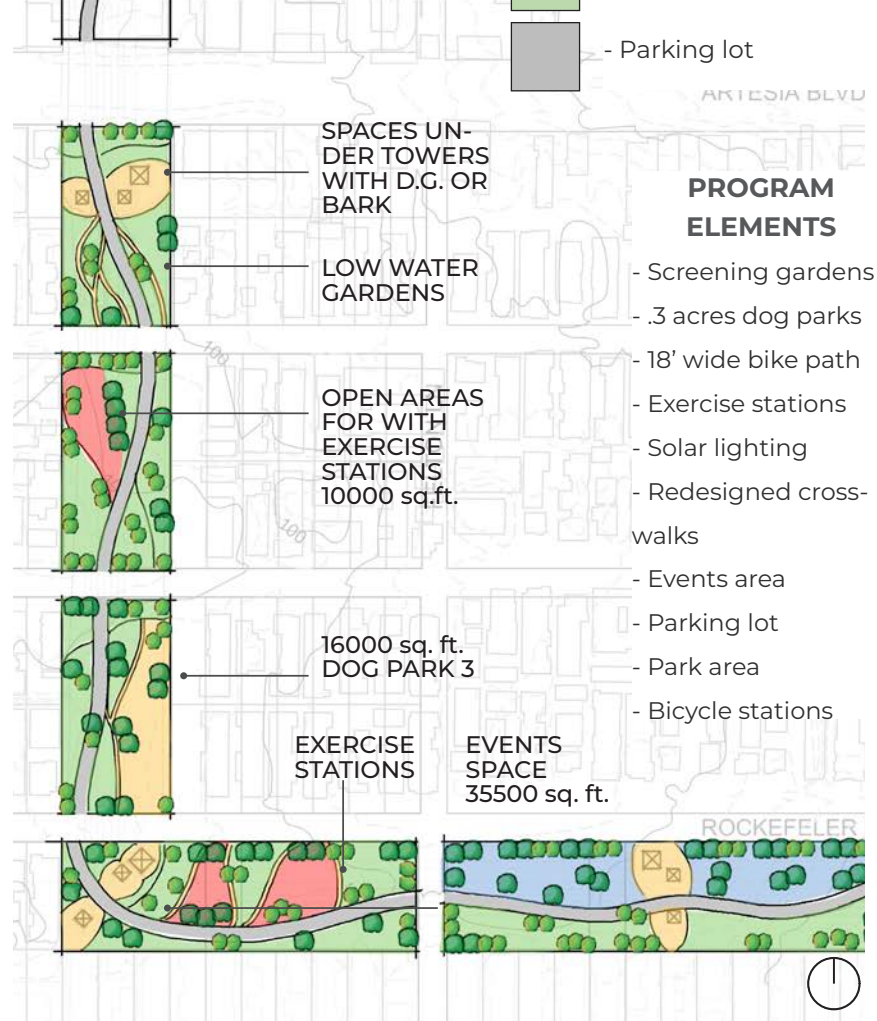 - Parking lot
ARTESIA BLVD
SPACES UN-
DER TOWERS
WITH D.G. OR
BARK
LOW WATER
GARDENS
PROGRAM
ELEMENTS
- Screening gardens
- .3 acres dog parks
- 18' wide bike path
- Exercise stations
- Solar lighting
- Redesigned cross-
walks
- Events area
- Parking lot
- Park area
- Bicycle stations
100
OPEN AREAS
FOR WITH
EXERCISE
STATIONS
10000 sq.ft.
100
16000 sq. ft.
DOG PARK 3
EXERCISE
STATIONS
EVENTS
SPACE
35500 sq. ft.
ROCKEFELER